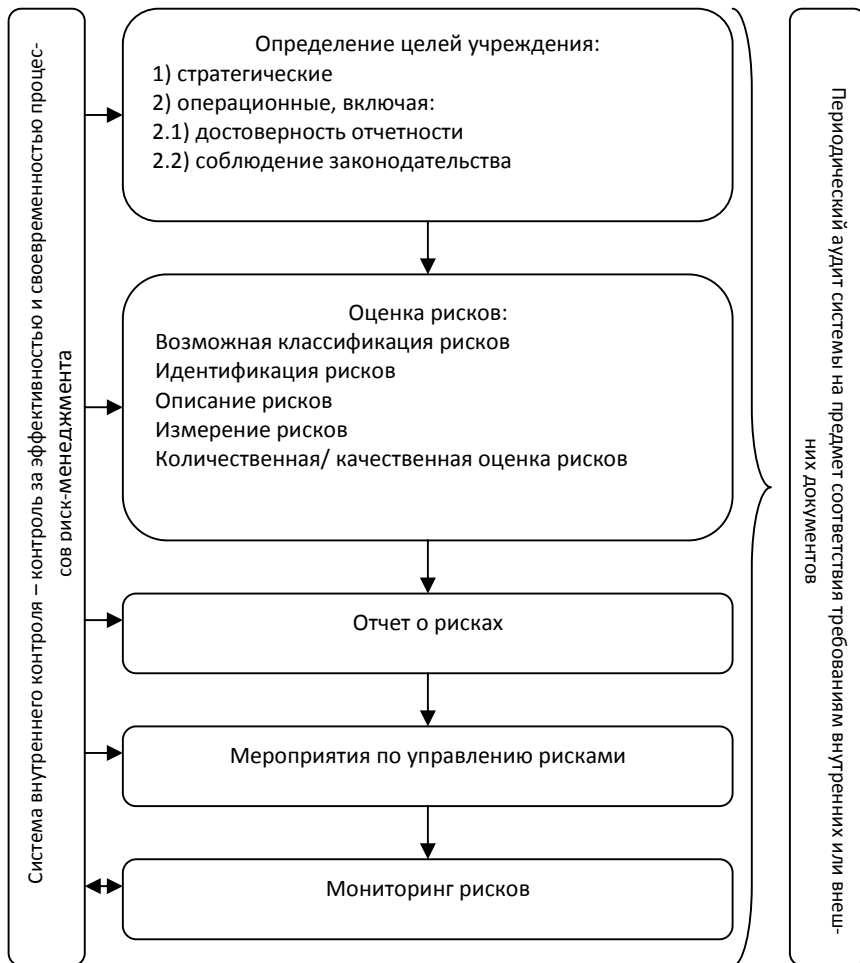 Система внутреннего контроля – контроль за эффективностью и своевременностью процес-
сов риск-менеджмента
Определение целей учреждения:
1) стратегические
2) операционные, включая:
2.1) достоверность отчетности
2.2) соблюдение законодательства
Оценка рисков:
Возможная классификация рисков
Идентификация рисков
Описание рисков
Измерение рисков
Количественная/ качественная оценка рисков
Отчет о рисках
Мероприятия по управлению рисками
Мониторинг рисков
Периодический аудит системы на предмет соответствия требованиям внутренних или внеш-
них документов